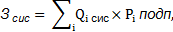 З сис = ∑i Qi сис × Pi подп,